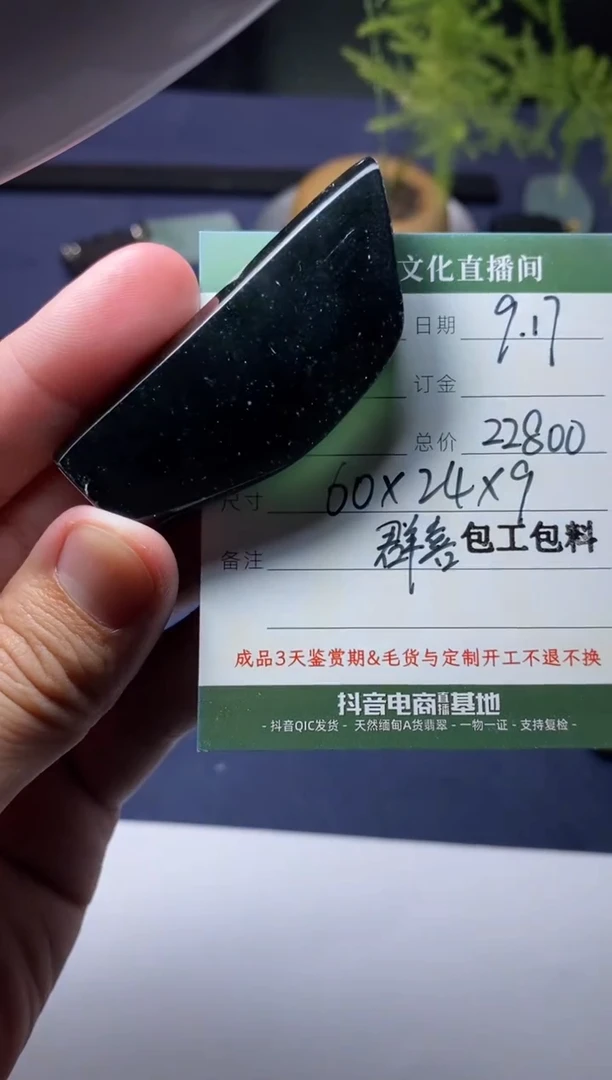 文化直播间
日期 9.17
订金
总价 22800
尺寸 60×24×9
备注 包工包料
成品3天鉴赏期&毛货与定制开工不退不换
抖音电商直播基地
- 抖音QIC发货 - 天然缅甸A货翡翠 - 一物一证 - 支持复检 -